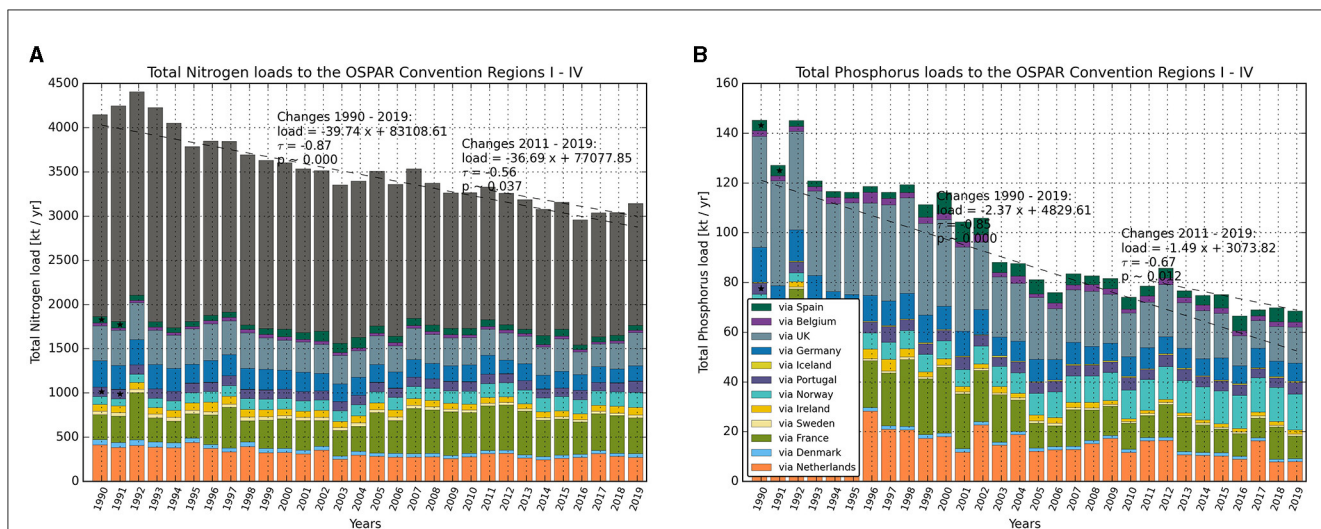 A
Total Nitrogen loads to the OSPAR Convention Regions I - IV
4500
4000
3500
3000
2500
2000
1500
1000
500
0
Total Nitrogen load [kt / yr]
Changes 1990 - 2019:
load = -39.74 x + 83108.61
τ = -0.87
p ~ 0.000
Changes 2011 - 2019:
load = -36.69 x + 77077.85
τ = -0.56
p ~ 0.037
1990
1991
1992
1993
1994
1995
1996
1997
1998
1999
2000
2001
2002
2003
2004
2005
2006
2007
2008
2009
2010
2011
2012
2013
2014
2015
2016
2017
2018
2019
Years
B
Total Phosphorus loads to the OSPAR Convention Regions I - IV
160
140
120
100
80
60
40
20
0
Total Phosphorus load [kt / yr]
Changes 1990 - 2019:
load = -2.37 x + 4829.61
τ = -0.85
p ~ 0.000
Changes 2011 - 2019:
load = -1.49 x + 3073.82
τ = -0.67
p ~ 0.012
via Spain
via Belgium
via UK
via Germany
via Iceland
via Portugal
via Norway
via Ireland
via Sweden
via France
via Denmark
via Netherlands
1990
1991
1992
1993
1994
1995
1996
1997
1998
1999
2000
2001
2002
2003
2004
2005
2006
2007
2008
2009
2010
2011
2012
2013
2014
2015
2016
2017
2018
2019
Years